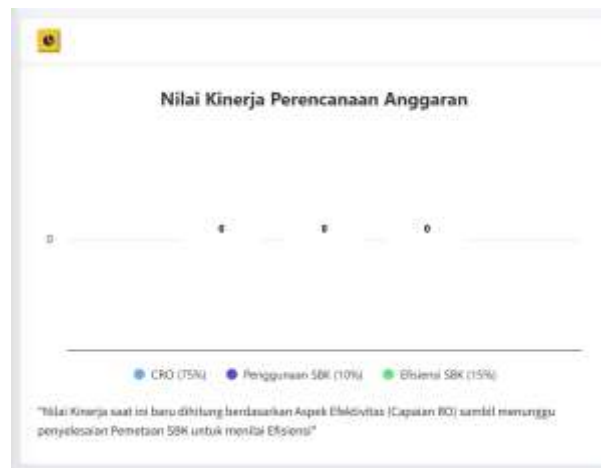 Nilai Kinerja Perencanaan Anggaran
0 0 0
0
CRO (75%) Penggunaan SBK (10%) Efisiensi SBK (15%)
"Nilai Kinerja saat ini baru dihitung berdasarkan Aspek Efektivitas (Capaian RO) sambil menunggu
penyelesaian Pemetaan SBK untuk menilai Efisiensi"